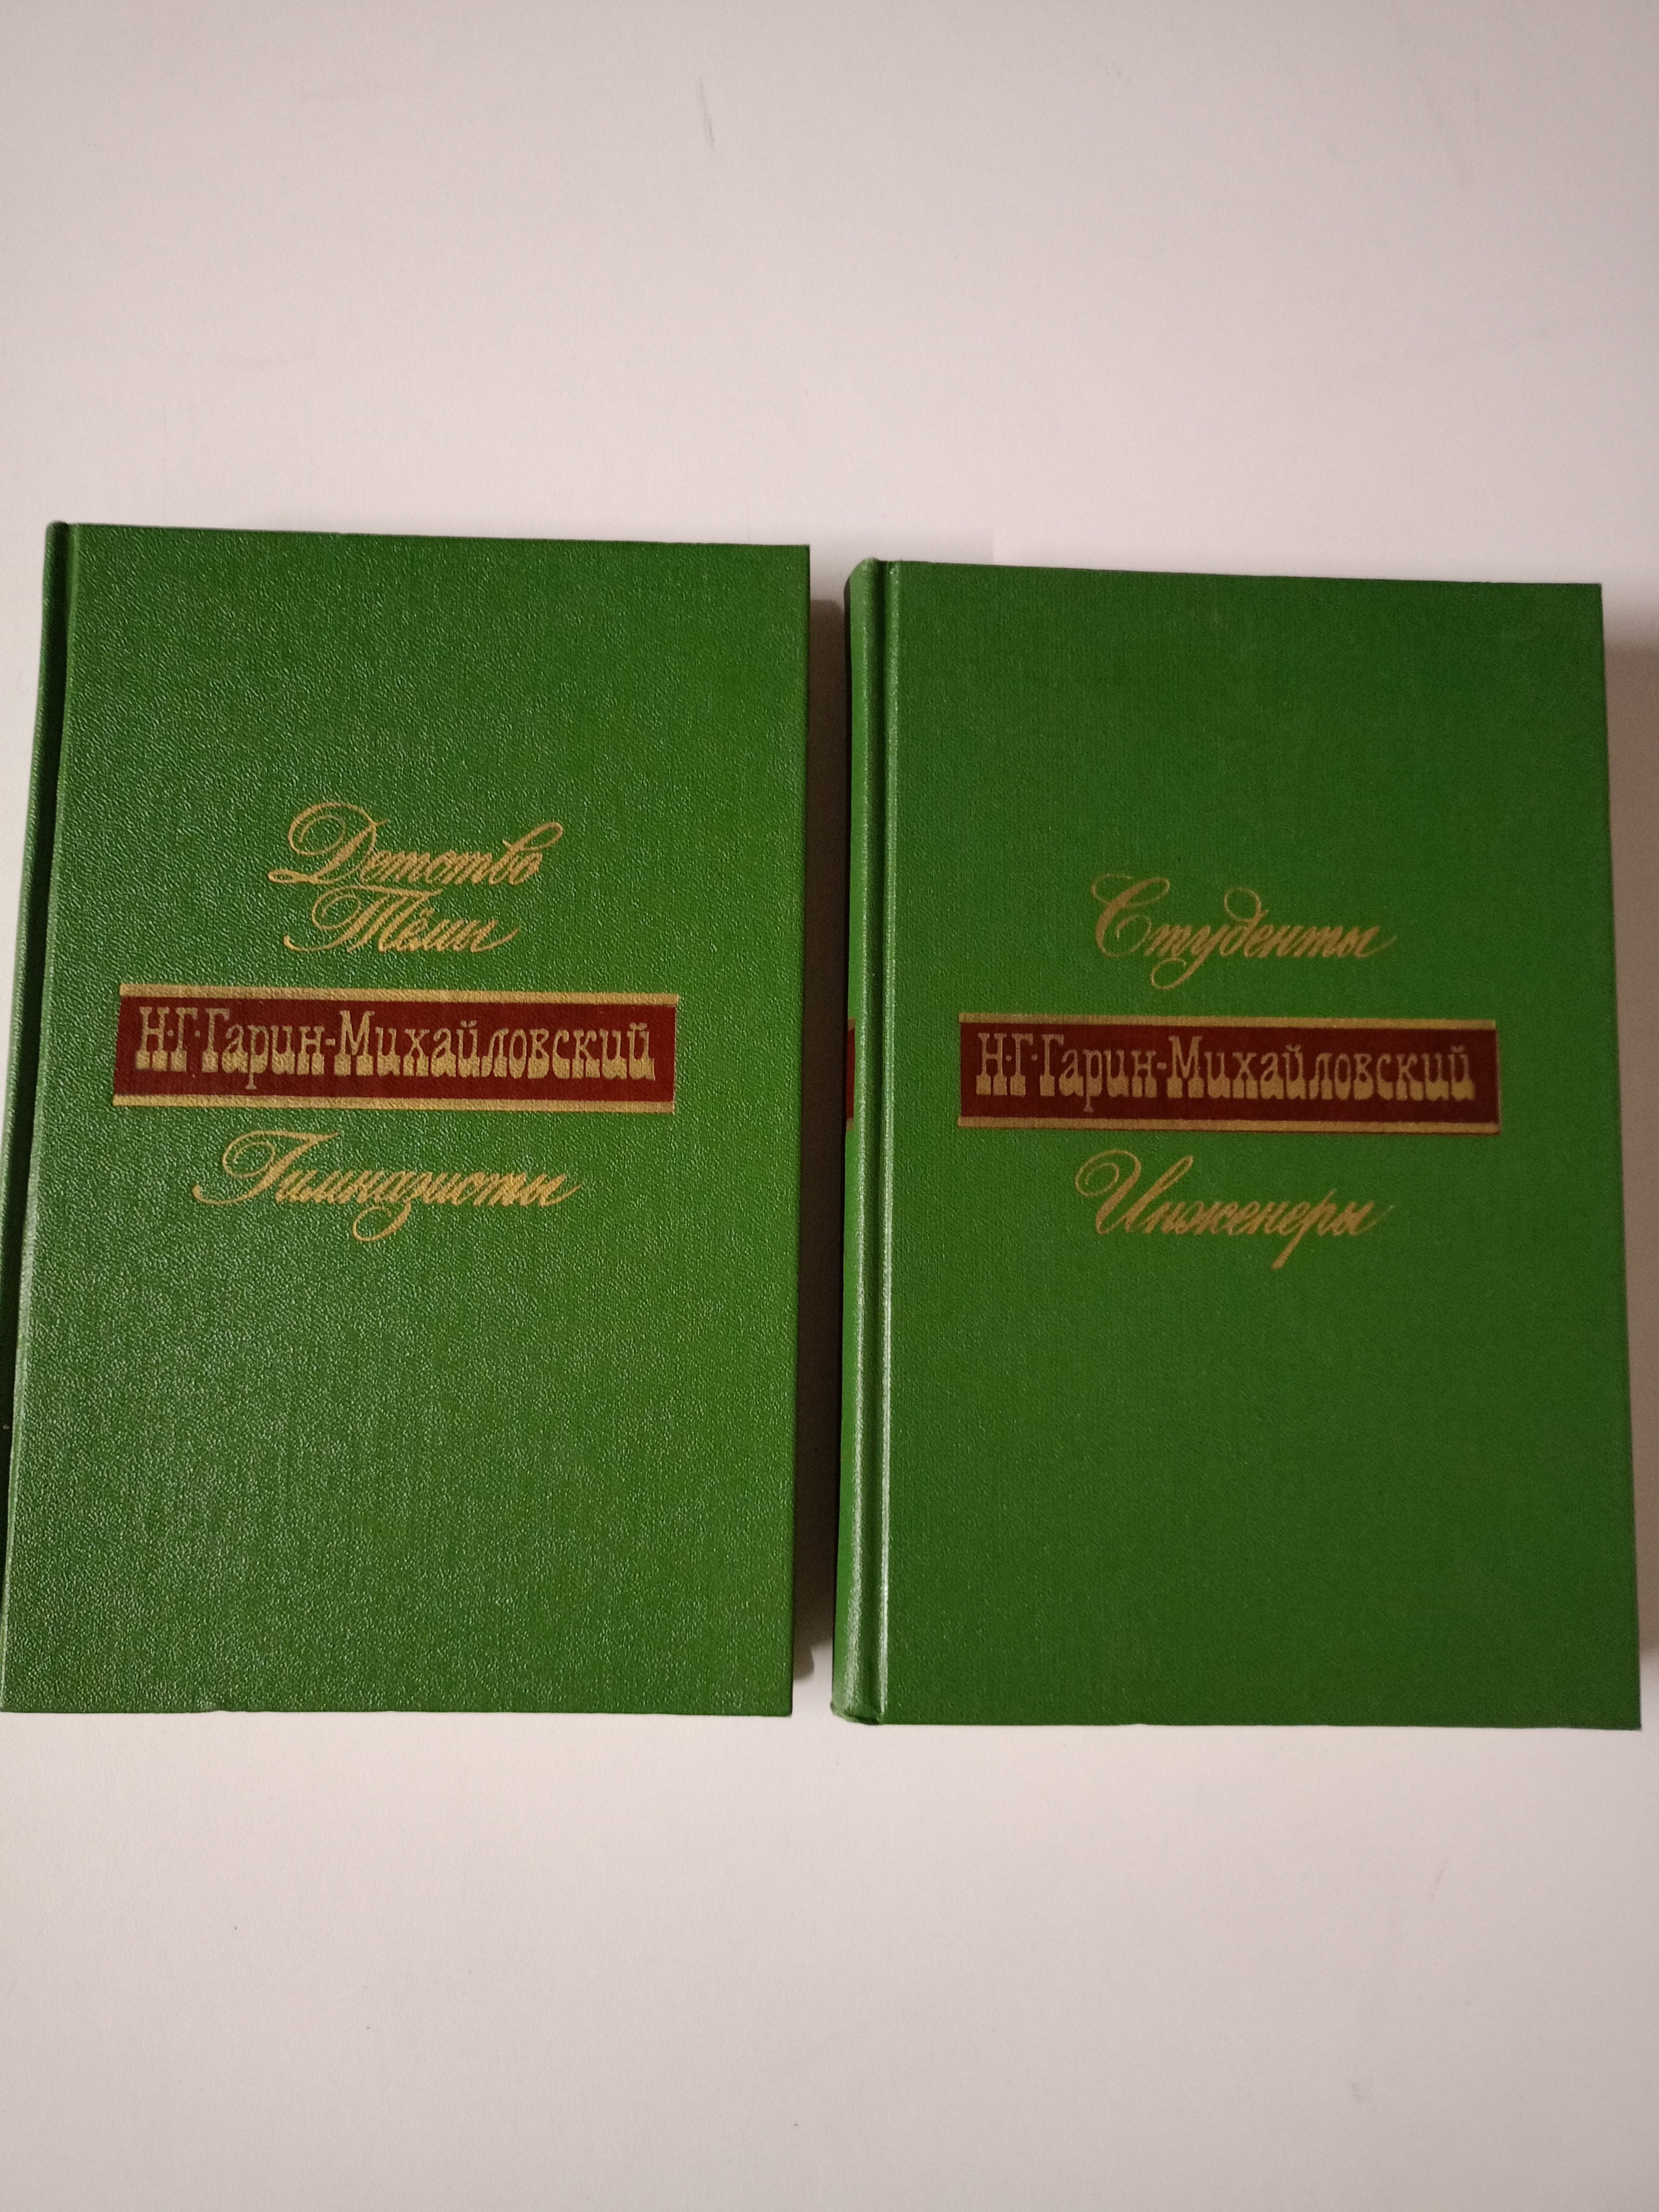 Детство
Тёмы
Н·Г·Гарин-Михайловский
Гимназисты
Студенты
Н·Г·Гарин-Михайловский
Инженеры